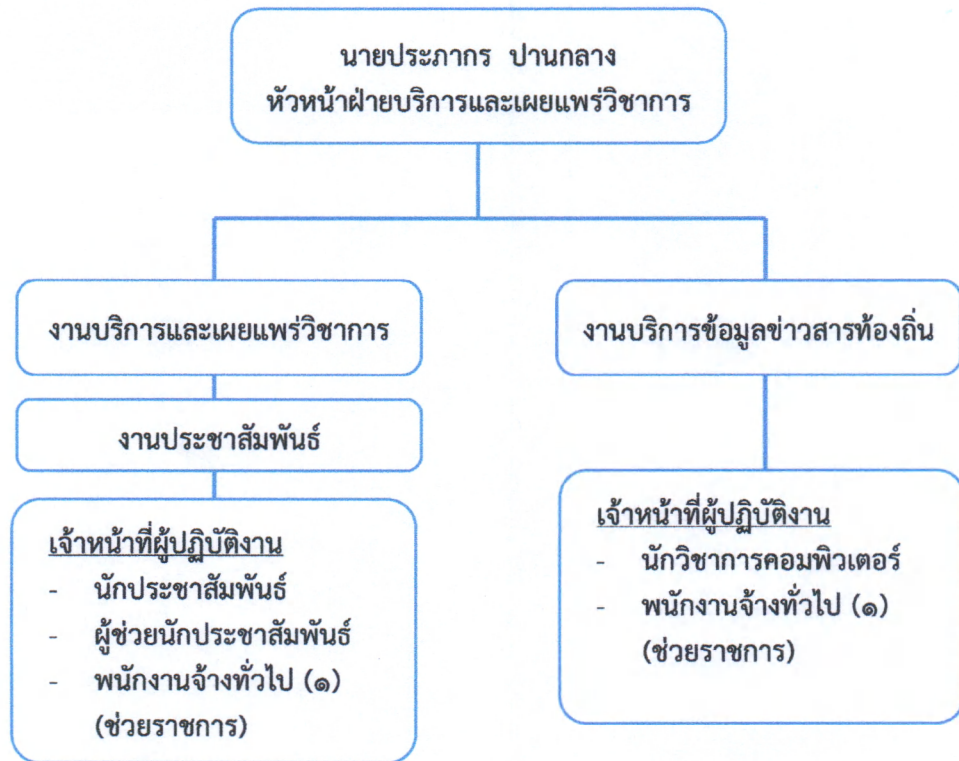 นายประภากร ปานกลาง
หัวหน้าฝ่ายบริการและเผยแพร่วิชาการ
งานบริการและเผยแพร่วิชาการ
งานประชาสัมพันธ์
เจ้าหน้าที่ผู้ปฏิบัติงาน
- นักประชาสัมพันธ์
- ผู้ช่วยนักประชาสัมพันธ์
- พนักงานจ้างทั่วไป (๑)
(ช่วยราชการ)
งานบริการข้อมูลข่าวสารท้องถิ่น
เจ้าหน้าที่ผู้ปฏิบัติงาน
- นักวิชาการคอมพิวเตอร์
- พนักงานจ้างทั่วไป (๑)
(ช่วยราชการ)